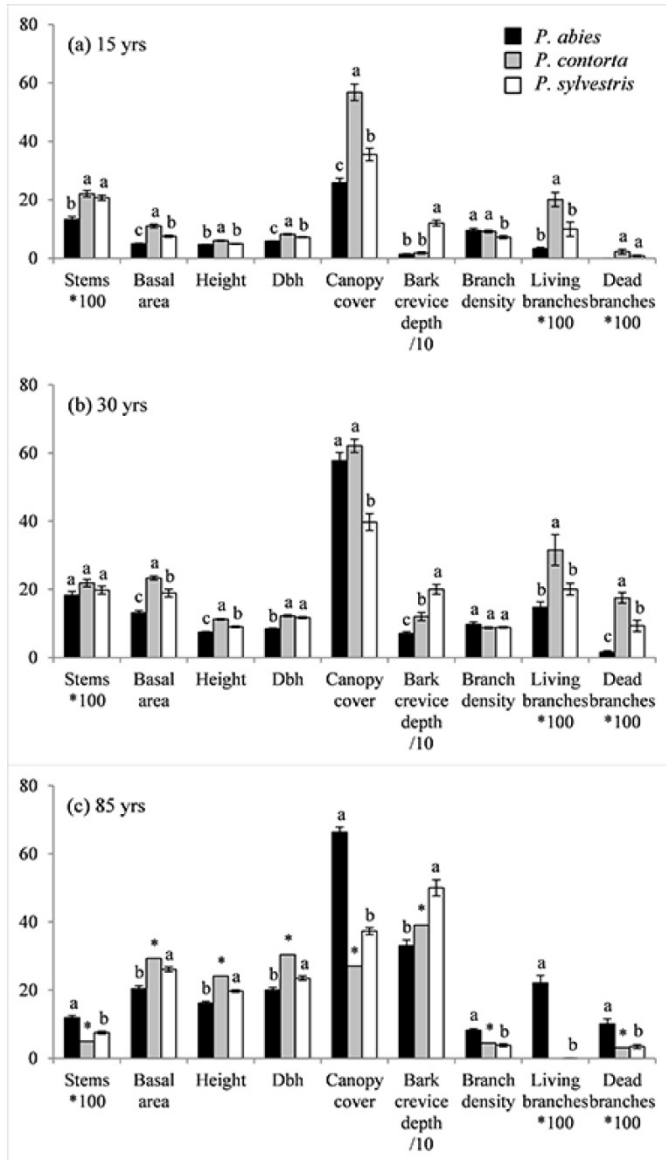 80
(a) 15 yrs
P. abies
P. contorta
P. sylvestris
60
40
20
0
b a a
c a b
b a b
c a b
c a b
b b a
a a b
b a b
a a
Stems *100
Basal area
Height
Dbh
Canopy cover
Bark crevice depth /10
Branch density
Living branches *100
Dead branches *100
80
(b) 30 yrs
60
40
20
0
a a a
c a b
b a b
b a a
a a b
c b a
a a a
b a b
c a b
Stems *100
Basal area
Height
Dbh
Canopy cover
Bark crevice depth /10
Branch density
Living branches *100
Dead branches *100
80
(c) 85 yrs
60
40
20
0
a * b
b * a
b * a
b * a
a * b
b * a
a * b
a b
a * b
Stems *100
Basal area
Height
Dbh
Canopy cover
Bark crevice depth /10
Branch density
Living branches *100
Dead branches *100